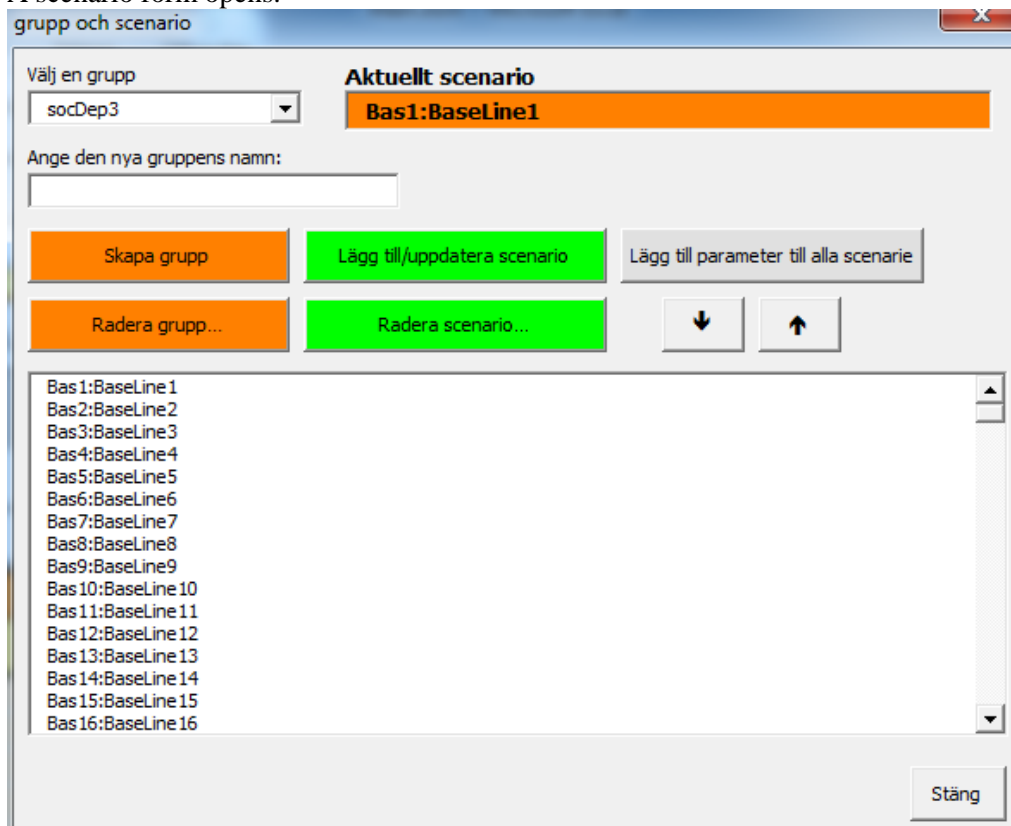 A scenario form opens.
grupp och scenario
Välj en grupp
Aktuellt scenario
socDep3
Bas1:BaseLine1
Ange den nya gruppens namn:
Skapa grupp
Lägg till/uppdatera scenario
Lägg till parameter till alla scenarie
Radera grupp...
Radera scenario...
Bas1:BaseLine1
Bas2:BaseLine2
Bas3:BaseLine3
Bas4:BaseLine4
Bas5:BaseLine5
Bas6:BaseLine6
Bas7:BaseLine7
Bas8:BaseLine8
Bas9:BaseLine9
Bas10:BaseLine10
Bas11:BaseLine11
Bas12:BaseLine12
Bas13:BaseLine13
Bas14:BaseLine14
Bas15:BaseLine15
Bas16:BaseLine16
Stäng